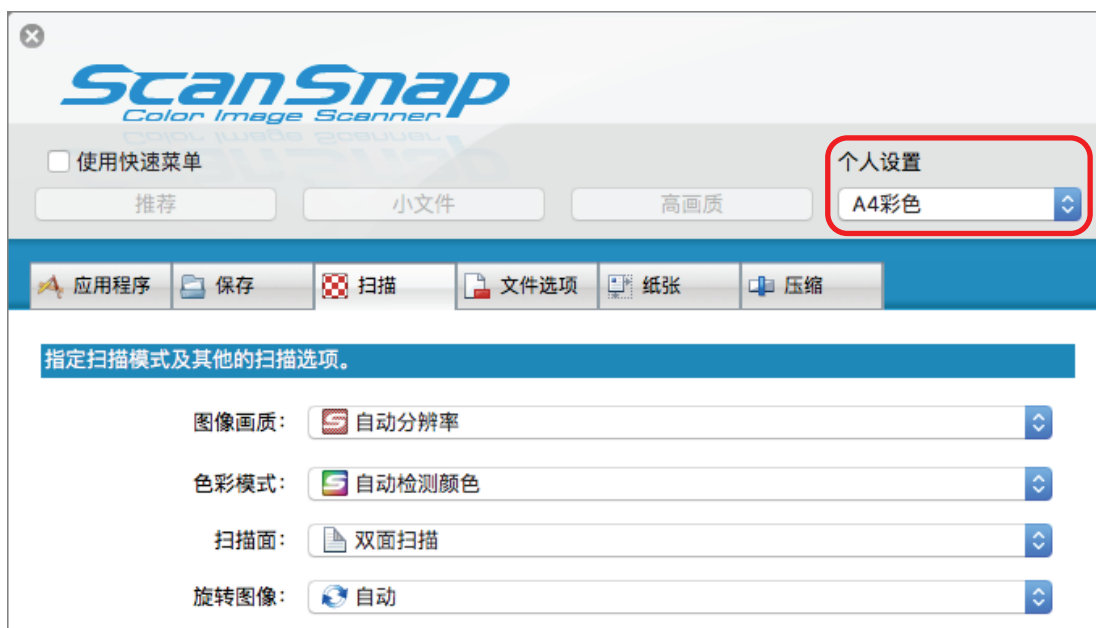 ScanSnap
Color Image Scanner
使用快速菜单
个人设置
推荐
小文件
高画质
A4彩色
应用程序
保存
扫描
文件选项
纸张
压缩
指定扫描模式及其他的扫描选项。
图像画质：
自动分辨率
色彩模式：
自动检测颜色
扫描面：
双面扫描
旋转图像：
自动